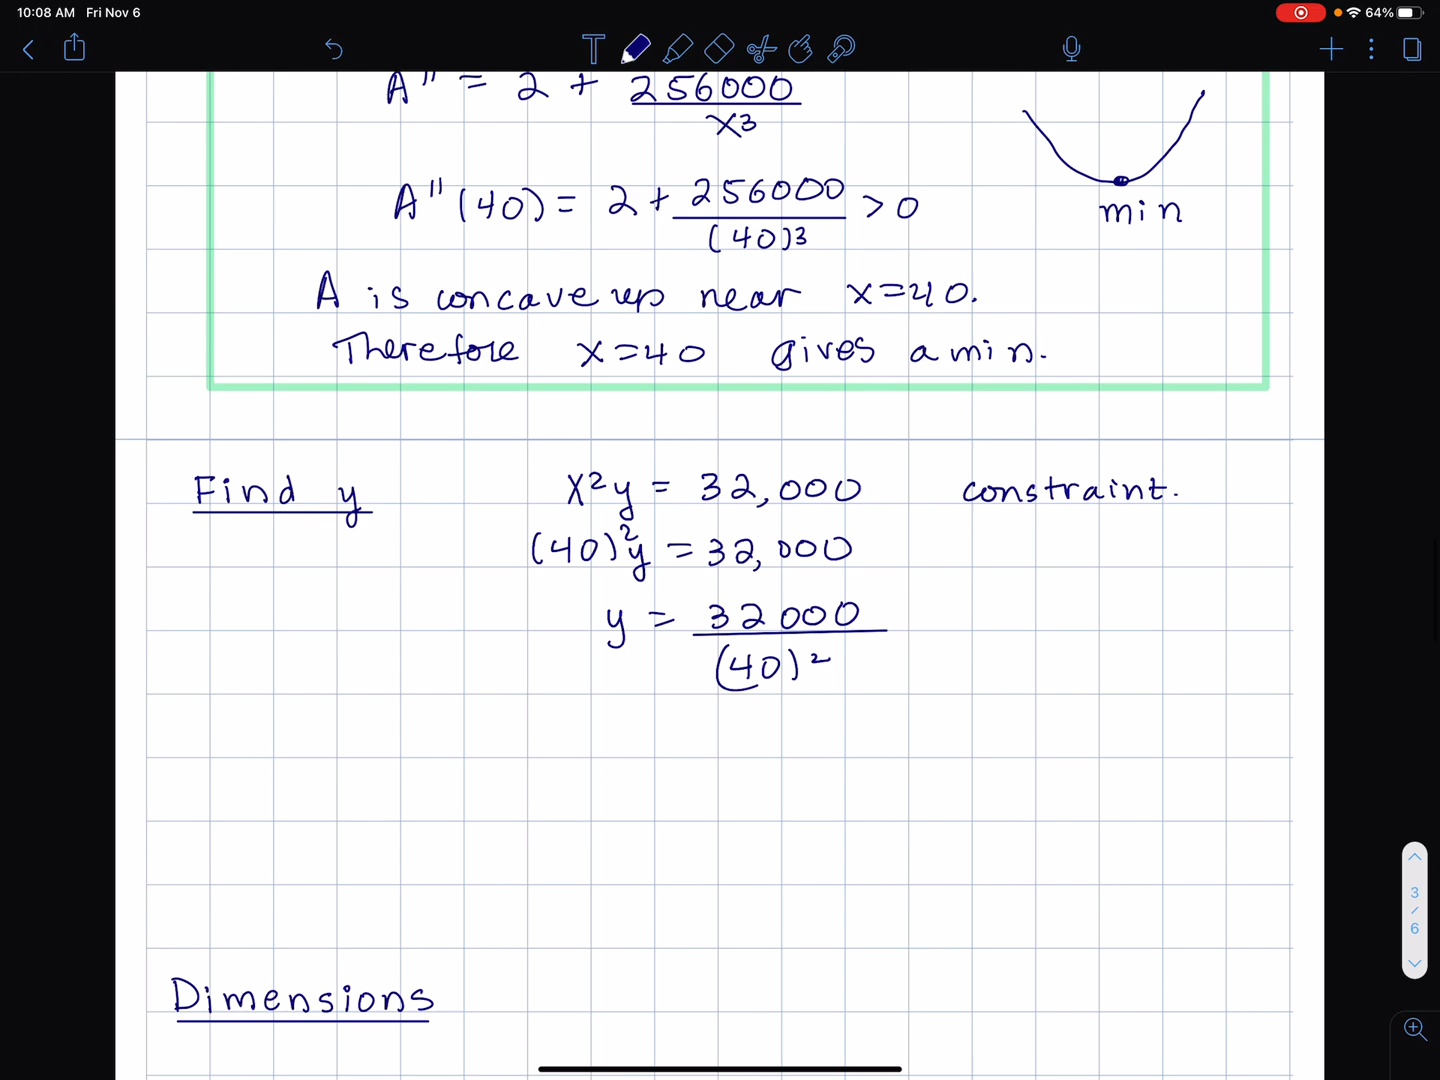 10:08 AM Fri Nov 6
64%
T
A'' = 2 + 256000/x³
A''(40) = 2 + 256000/(40)³ > 0
min
A is concave up near x=40.
Therefore x=40 gives a min.
Find y x²y = 32,000 constraint.
(40)²y = 32,000
y = 32000/(40)²
3/6
Dimensions